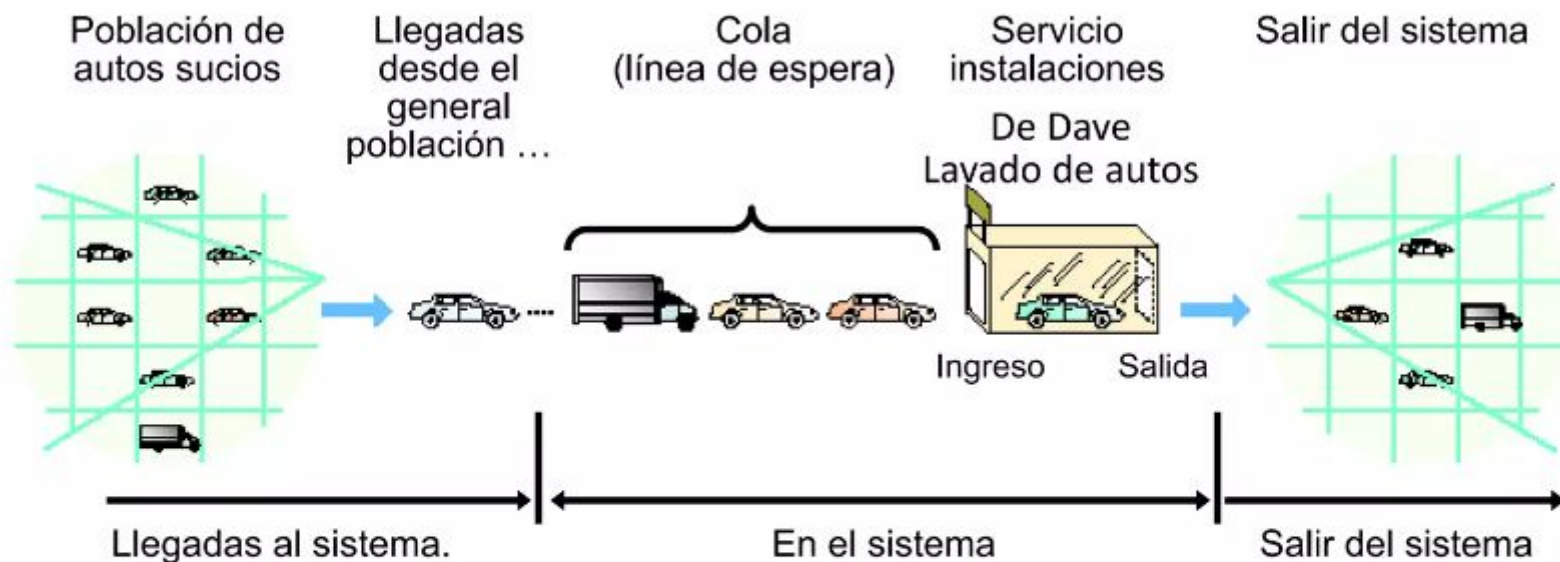 Población de
autos sucios
Llegadas
desde el
general
población ...
Cola
(línea de espera)
Servicio
instalaciones
De Dave
Lavado de autos
Salir del sistema
Ingreso
Salida
Llegadas al sistema.
En el sistema
Salir del sistema